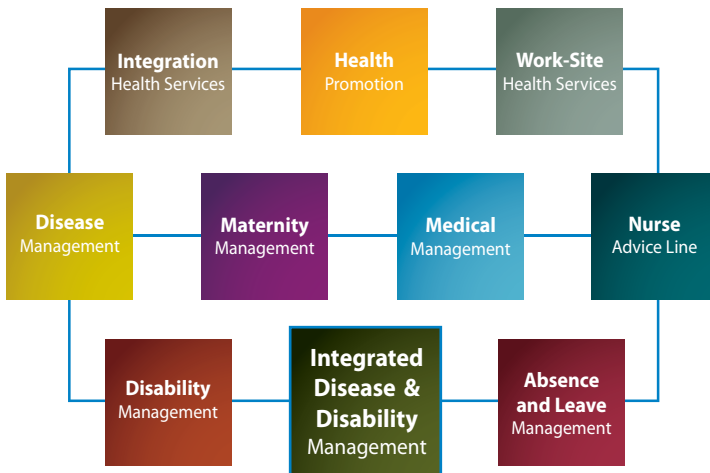 Integration
Health Services
Health
Promotion
Work-Site
Health Services
Disease
Management
Maternity
Management
Medical
Management
Nurse
Advice Line
Disability
Management
Integrated
Disease &
Disability
Management
Absence
and Leave
Management